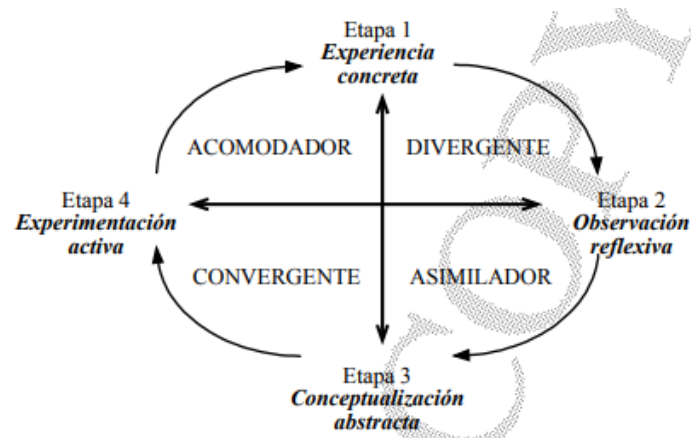 Etapa 1
Experiencia
concreta
ACOMODADOR
DIVERGENTE
Etapa 4
Experimentación
activa
Etapa 2
Observación
reflexiva
CONVERGENTE
ASIMILADOR
Etapa 3
Conceptualización
abstracta
COPY